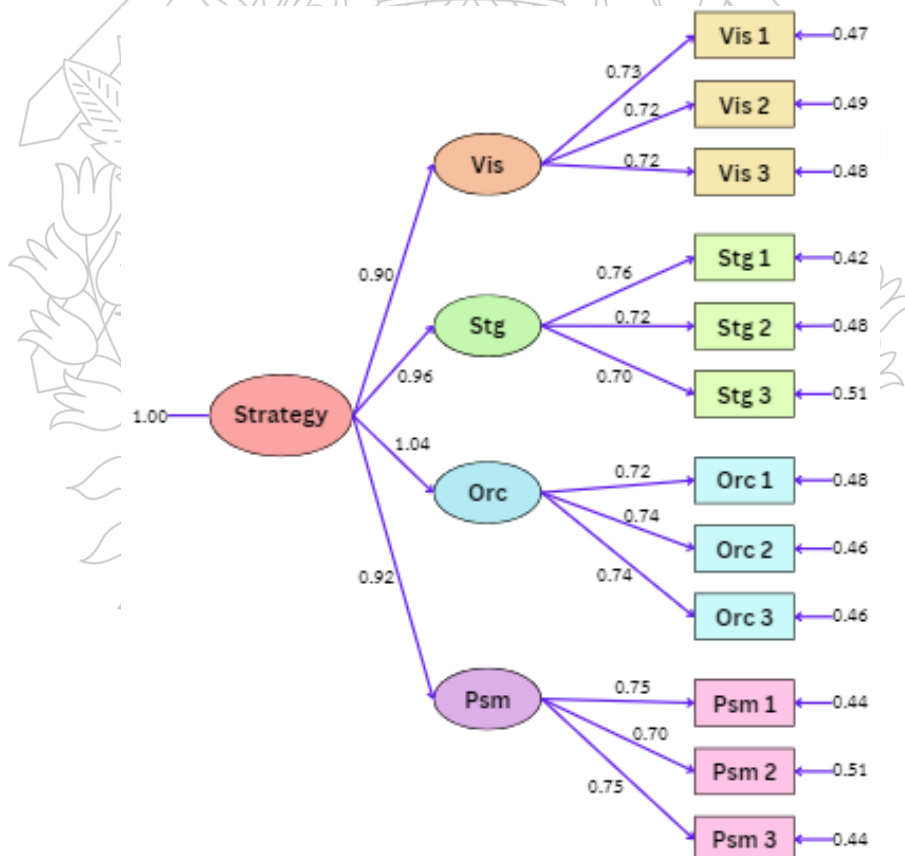 Vis 1
0.47
0.73
Vis 2
0.49
0.72
Vis
0.72
Vis 3
0.48
0.90
Stg 1
0.42
0.76
Stg
0.72
Stg 2
0.48
0.96
0.70
Stg 3
0.51
1.00
Strategy
1.04
0.72
Orc 1
0.48
Orc
0.74
Orc 2
0.46
0.74
Orc 3
0.46
0.92
0.75
Psm 1
0.44
Psm
0.70
Psm 2
0.51
0.75
Psm 3
0.44